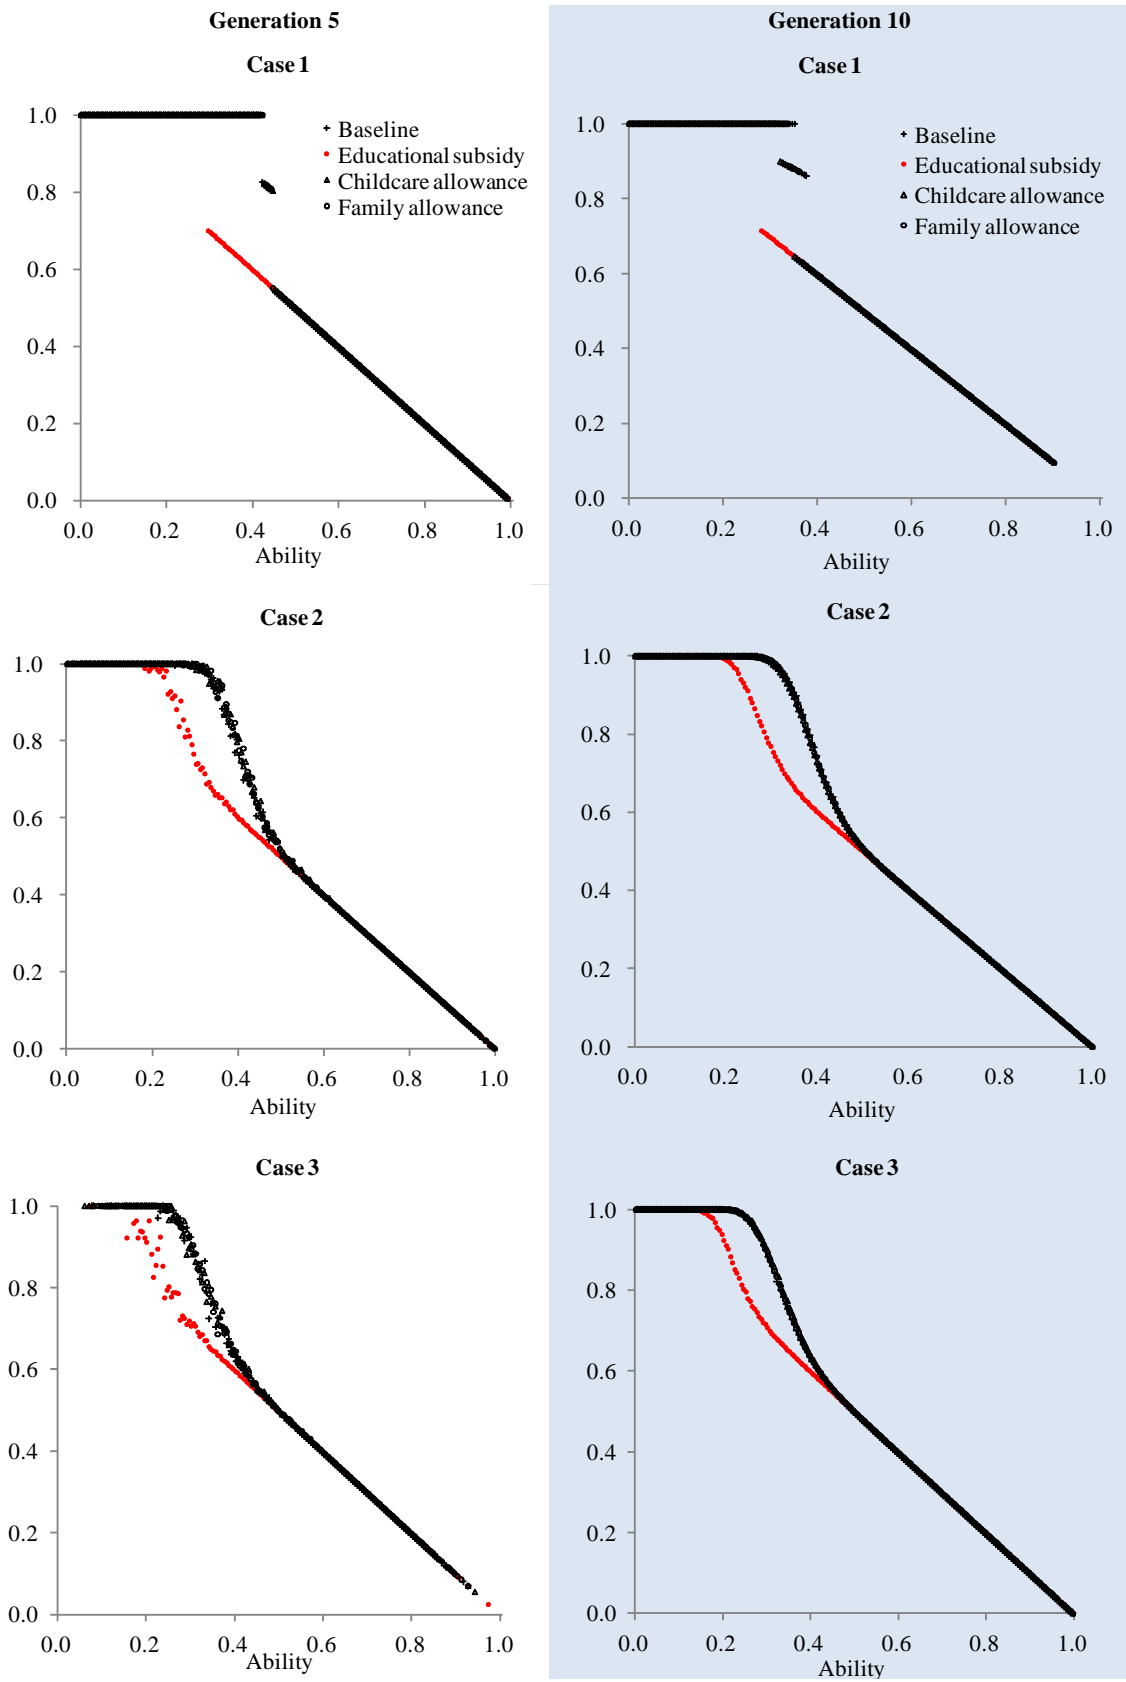 Generation 5
Case 1
1.0
0.8
0.6
0.4
0.2
0.0
Baseline
Educational subsidy
Childcare allowance
Family allowance
0.0 0.2 0.4 0.6 0.8 1.0
Ability
Generation 10
Case 1
1.0
0.8
0.6
0.4
0.2
0.0
Baseline
Educational subsidy
Childcare allowance
Family allowance
0.0 0.2 0.4 0.6 0.8 1.0
Ability
Case 2
1.0
0.8
0.6
0.4
0.2
0.0
0.0 0.2 0.4 0.6 0.8 1.0
Ability
Case 2
1.0
0.8
0.6
0.4
0.2
0.0
0.0 0.2 0.4 0.6 0.8 1.0
Ability
Case 3
1.0
0.8
0.6
0.4
0.2
0.0
0.0 0.2 0.4 0.6 0.8 1.0
Ability
Case 3
1.0
0.8
0.6
0.4
0.2
0.0
0.0 0.2 0.4 0.6 0.8 1.0
Ability